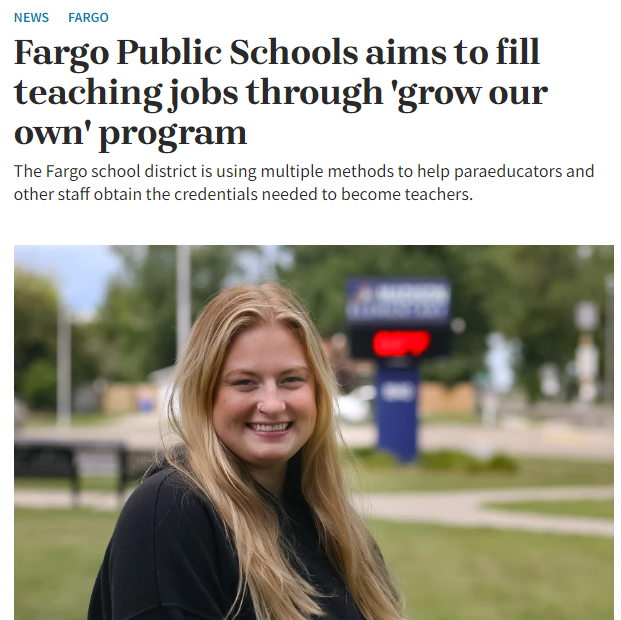 NEWS FARGO
Fargo Public Schools aims to fill
teaching jobs through 'grow our
own' program
The Fargo school district is using multiple methods to help paraeducators and
other staff obtain the credentials needed to become teachers.